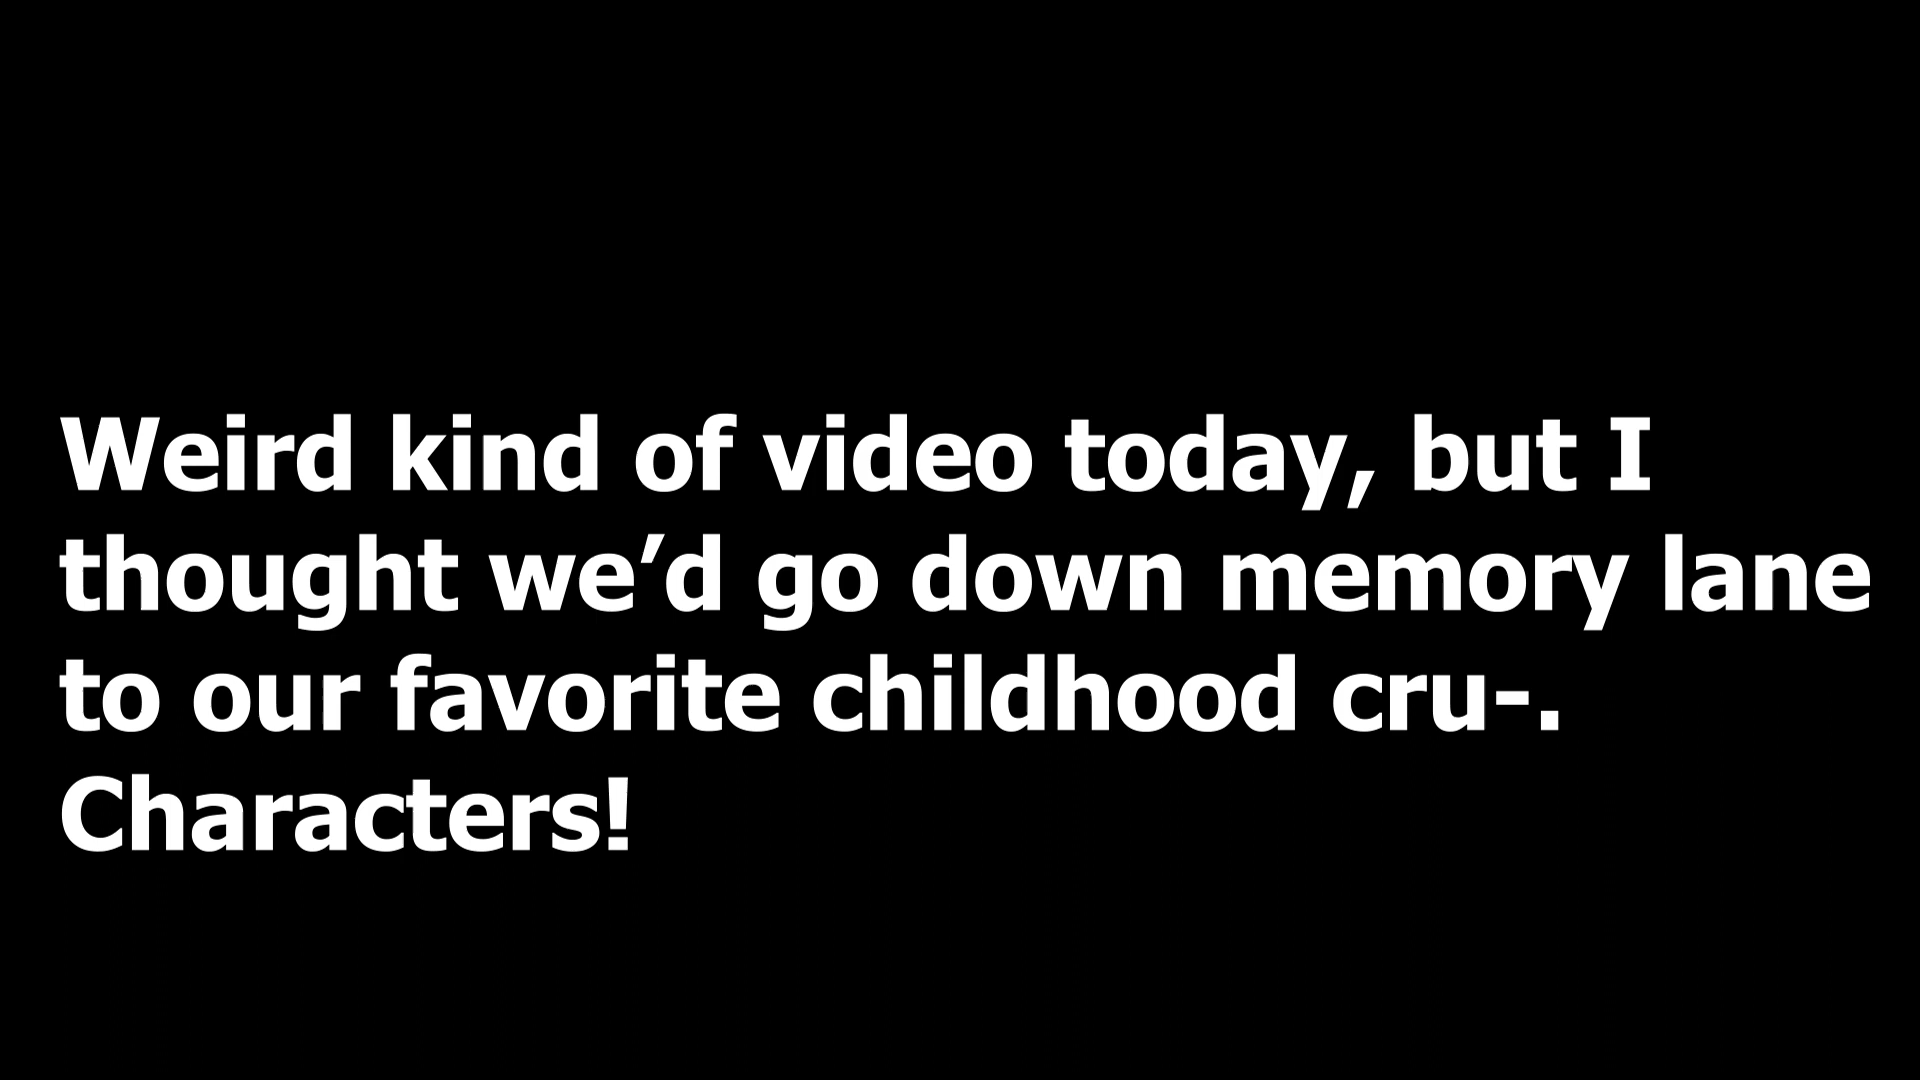 Weird kind of video today, but I
thought we’d go down memory lane
to our favorite childhood cru-.
Characters!